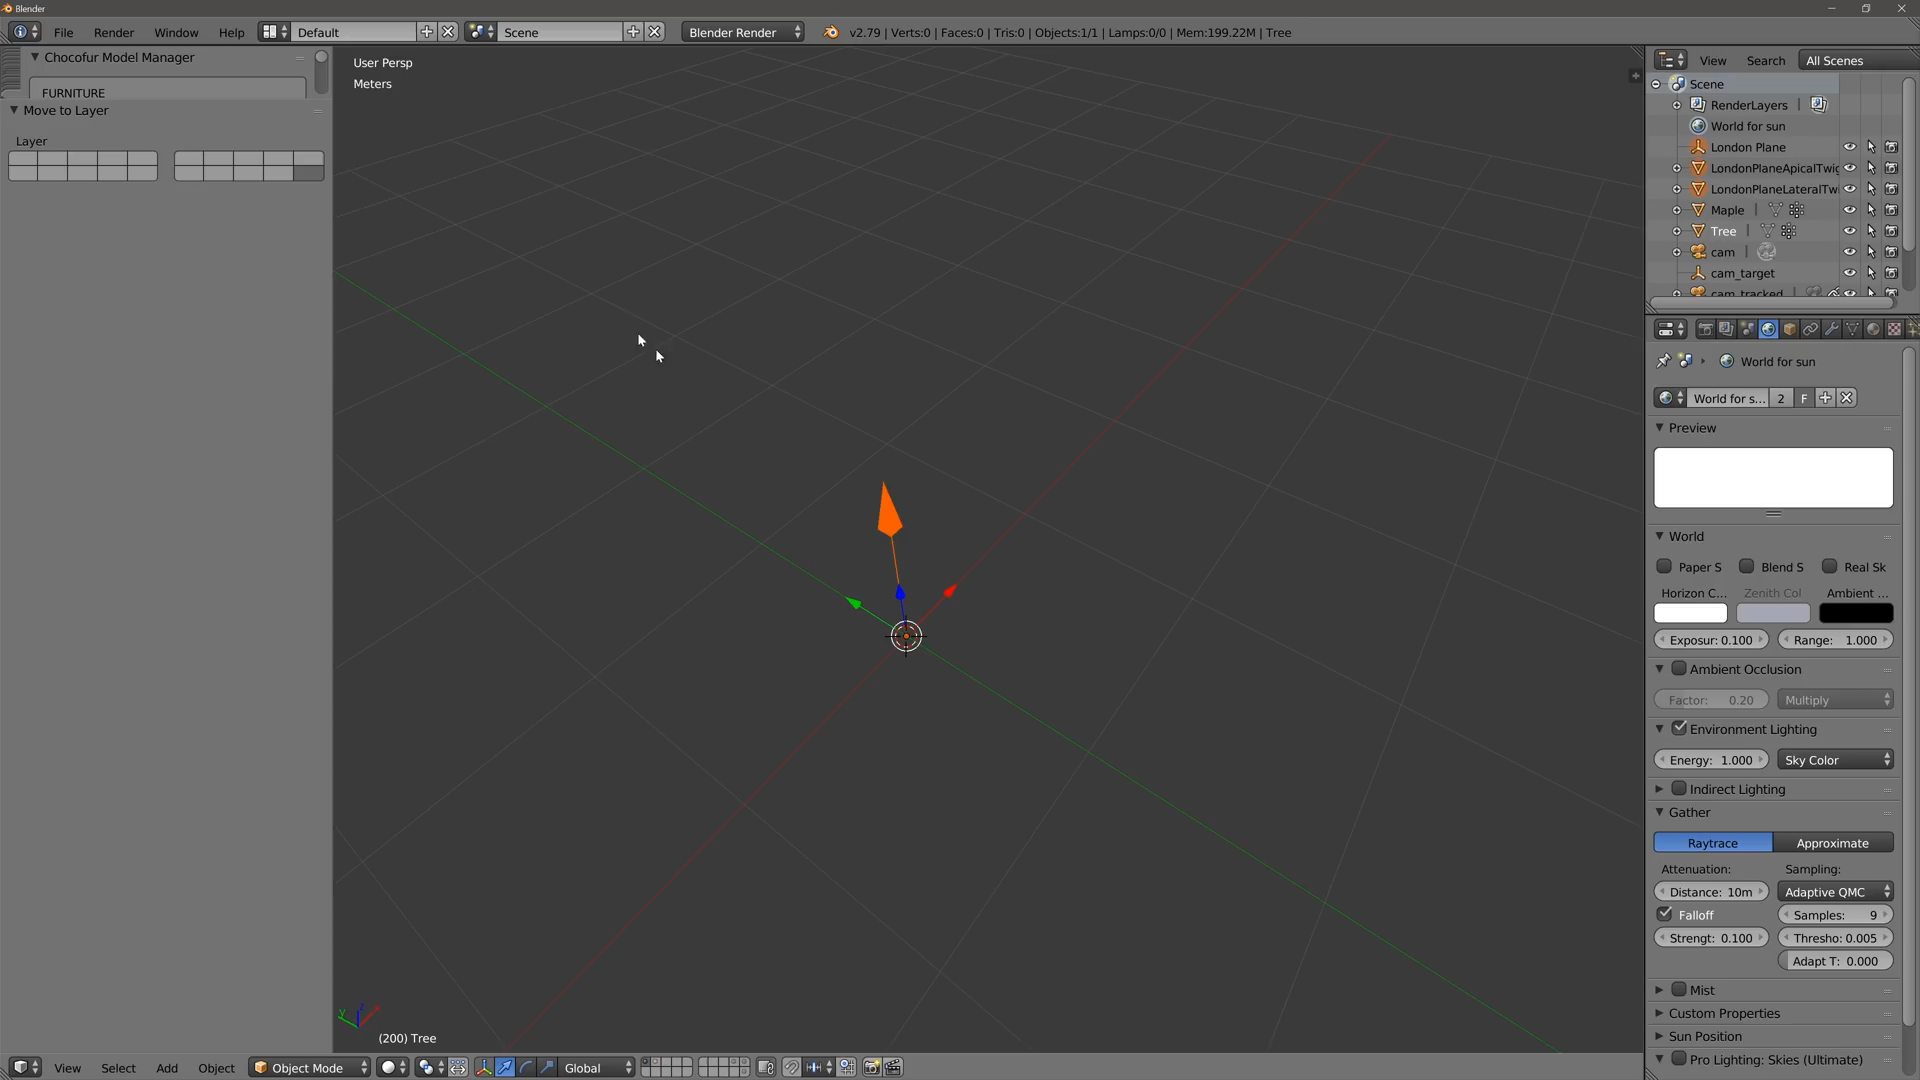 Blender
File Render Window Help Default Scene Blender Render v2.79 | Verts:0 | Faces:0 | Tris:0 | Objects:1/1 | Lamps:0/0 | Mem:199.22M | Tree
Chocofur Model Manager
FURNITURE
Move to Layer
Layer
User Persp
Meters
(200) Tree
View Select Add Object Object Mode Global
View Search All Scenes
Scene
RenderLayers |
World for sun
London Plane
LondonPlaneApicalTwig
LondonPlaneLateralTwi
Maple |
Tree |
cam |
cam_target
cam_tracked |
World for sun
World for s... 2 F
Preview
World
Paper S Blend S Real Sk
Horizon C... Zenith Col Ambient ...
Exposur: 0.100 Range: 1.000
Ambient Occlusion
Factor: 0.20 Multiply
Environment Lighting
Energy: 1.000 Sky Color
Indirect Lighting
Gather
Raytrace Approximate
Attenuation: Sampling:
Distance: 10m Adaptive QMC
Falloff Samples: 9
Strengt: 0.100 Thresho: 0.005
Adapt T: 0.000
Mist
Custom Properties
Sun Position
Pro Lighting: Skies (Ultimate)